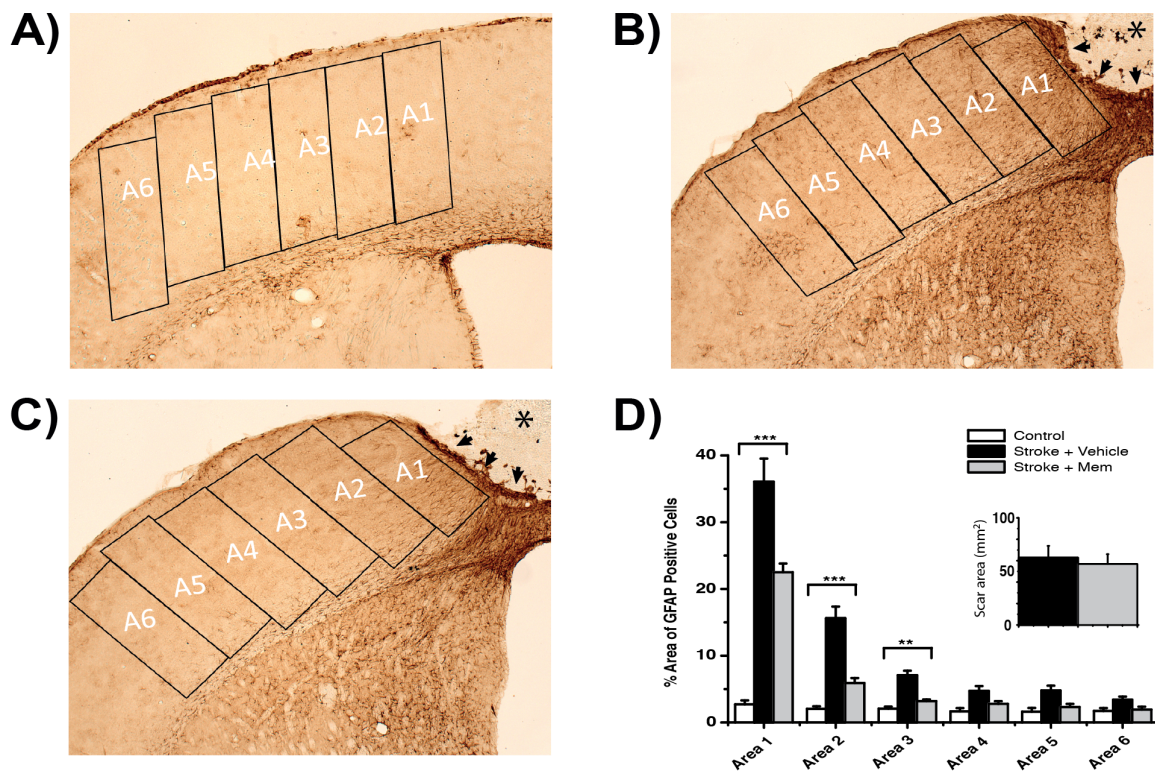 A)
A6 A5 A4 A3 A2 A1
B)
*
A1
A2
A3
A4
A5
A6
C)
*
A1
A2
A3
A4
A5
A6
D)
Control
Stroke + Vehicle
Stroke + Mem
% Area of GFAP Positive Cells
40
30
20
10
0
***
***
**
Area 1 Area 2 Area 3 Area 4 Area 5 Area 6
Scar area (mm²)
100
50
0